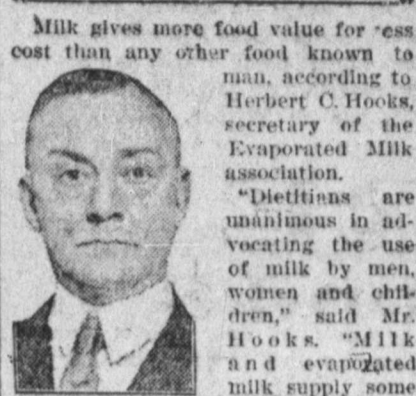 Milk gives more food value for ess
cost than any other food known to
man, according to
Herbert C. Hooks,
secretary of the
Evaporated Milk
association.
"Dietitians are
unanimous in ad-
vocating the use
of milk by men,
women and chil-
dren," said Mr.
Hooks. "Milk
and evaporated
milk supply some